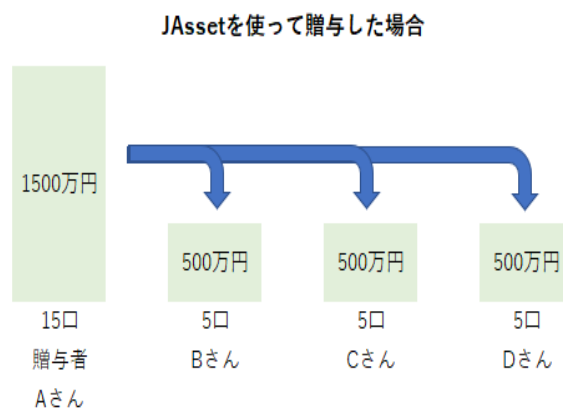 JAssetを使って贈与した場合
1500万円
500万円
500万円
500万円
15口
5口
5口
5口
贈与者
Bさん
Cさん
Dさん
Aさん